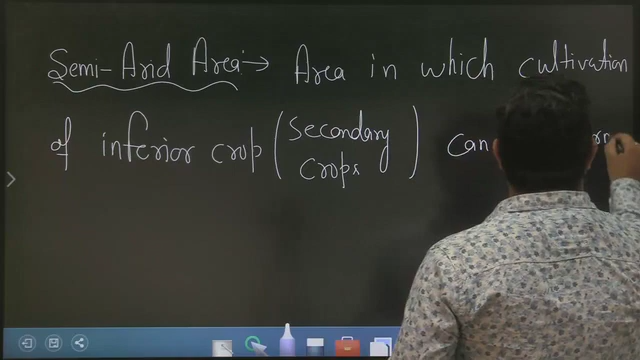 Semi-Arid Area → Area in which cultivation
of inferior crop (Secondary Crops) can